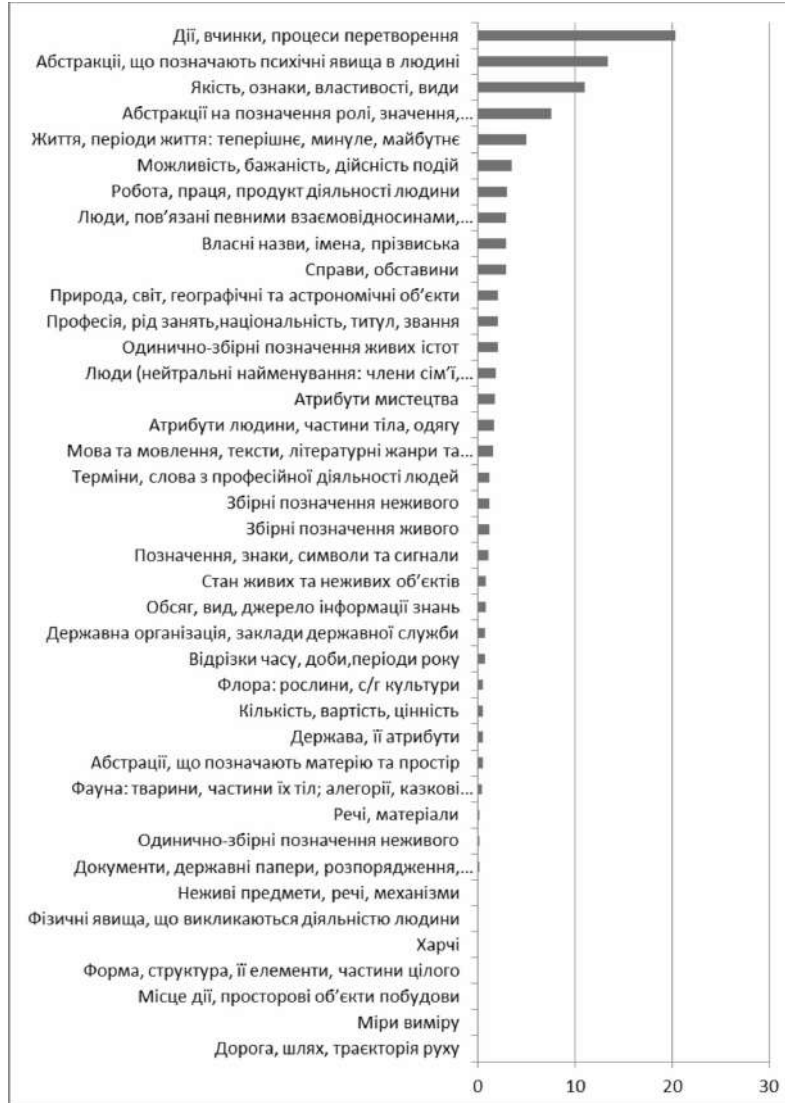 Дії, вчинки, процеси перетворення
Абстракції, що позначають психічні явища в людині
Якість, ознаки, властивості, види
Абстракції на позначення ролі, значення,...
Життя, періоди життя: теперішнє, минуле, майбутнє
Можливість, бажаність, дійсність подій
Робота, праця, продукт діяльності людини
Люди, пов’язані певними взаємовідносинами,...
Власні назви, імена, прізвиська
Справи, обставини
Природа, світ, географічні та астрономічні об’єкти
Професія, рід занять,національність, титул, звання
Одинично-збірні позначення живих істот
Люди (нейтральні найменування: члени сім’ї,...
Атрибути мистецтва
Атрибути людини, частини тіла, одягу
Мова та мовлення, тексти, літературні жанри та...
Терміни, слова з професійної діяльності людей
Збірні позначення неживого
Збірні позначення живого
Позначення, знаки, символи та сигнали
Стан живих та неживих об’єктів
Обсяг, вид, джерело інформації знань
Державна організація, заклади державної служби
Відрізки часу, доби,періоди року
Флора: рослини, с/г культури
Кількість, вартість, цінність
Держава, її атрибути
Абстрації, що позначають матерію та простір
Фауна: тварини, частини їх тіл; алегорії, казкові...
Речі, матеріали
Одинично-збірні позначення неживого
Документи, державні папери, розпорядження,...
Неживі предмети, речі, механізми
Фізичні явища, що викликаються діяльністю людини
Харчі
Форма, структура, її елементи, частини цілого
Місце дії, просторові об’єкти побудови
Міри виміру
Дорога, шлях, траєкторія руху
0 10 20 30